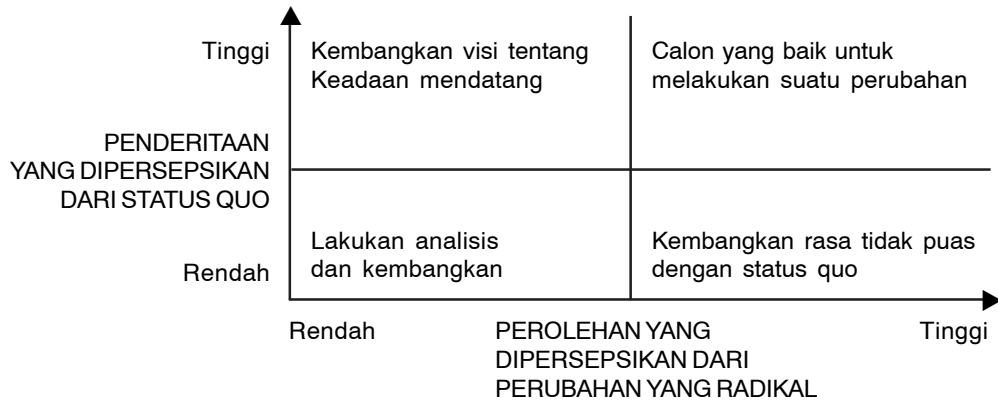 Tinggi
Kembangkan visi tentang
Keadaan mendatang
Calon yang baik untuk
melakukan suatu perubahan
PENDERITAAN
YANG DIPERSEPSIKAN
DARI STATUS QUO
Lakukan analisis
dan kembangkan
Kembangkan rasa tidak puas
dengan status quo
Rendah
Rendah
PEROLEHAN YANG
DIPERSEPSIKAN DARI
PERUBAHAN YANG RADIKAL
Tinggi